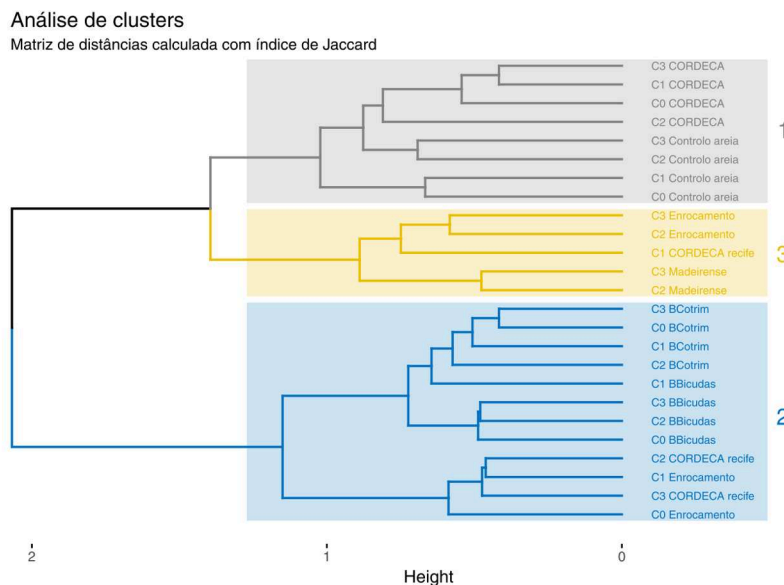 Análise de clusters
Matriz de distâncias calculada com índice de Jaccard
C3 CORDECA
C1 CORDECA
C0 CORDECA
C2 CORDECA
1
C3 Controlo areia
C2 Controlo areia
C1 Controlo areia
C0 Controlo areia
C3 Enrocamento
C2 Enrocamento
C1 CORDECA recife
3
C3 Madeirense
C2 Madeirense
C3 BCotrim
C0 BCotrim
C1 BCotrim
C2 BCotrim
C1 BBicudas
C3 BBicudas
C2 BBicudas
2
C0 BBicudas
C2 CORDECA recife
C1 Enrocamento
C3 CORDECA recife
C0 Enrocamento
2 1 0
Height